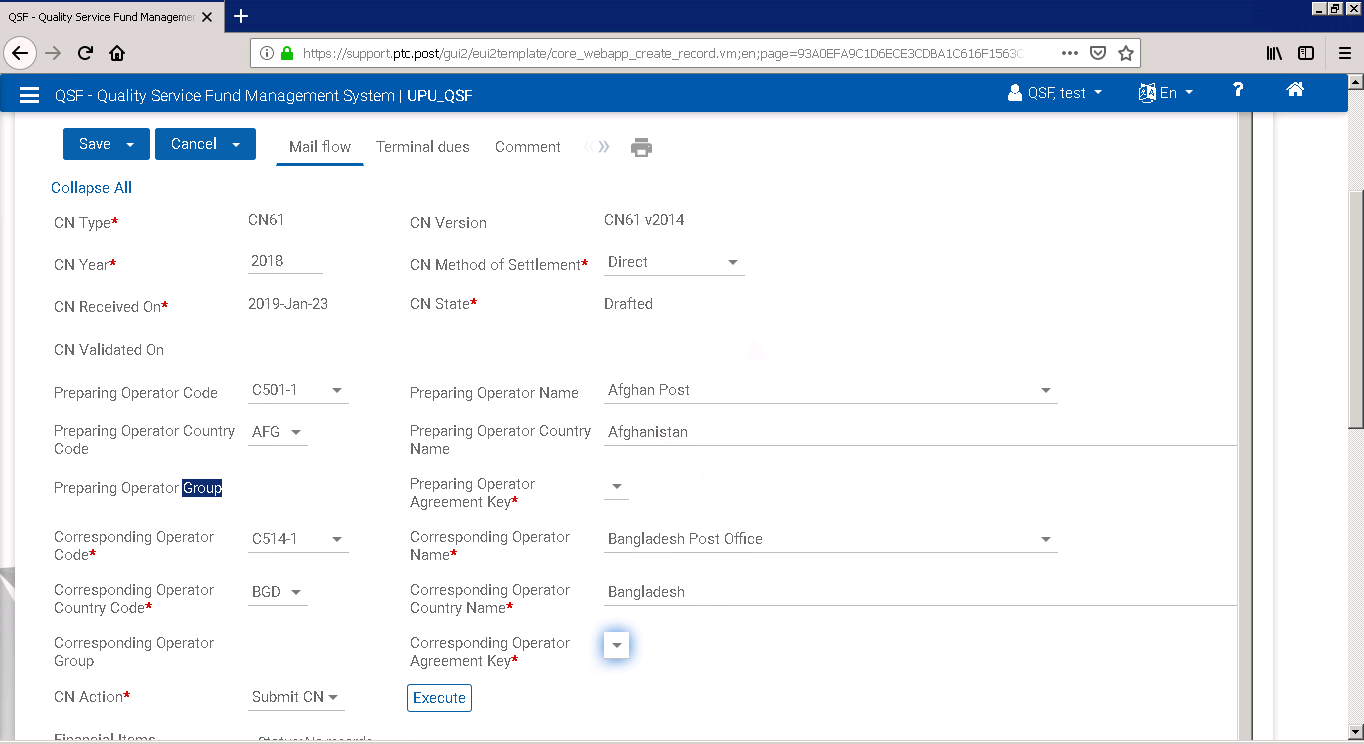 QSF - Quality Service Fund Managemen
https://support.ptc.post/gui2/eui2template/core_webapp_create_record.vm;en;page=93A0EFA9C1D6ECE3CDBA1C616F1563C
QSF - Quality Service Fund Management System | UPU_QSF
QSF, test
En
?
Save
Cancel
Mail flow
Terminal dues
Comment
Collapse All
CN Type*
CN61
CN Version
CN61 v2014
CN Year*
2018
CN Method of Settlement*
Direct
CN Received On*
2019-Jan-23
CN State*
Drafted
CN Validated On
Preparing Operator Code
C501-1
Preparing Operator Name
Afghan Post
Preparing Operator Country
Code
AFG
Preparing Operator Country
Name
Afghanistan
Preparing Operator Group
Preparing Operator
Agreement Key*
Corresponding Operator
Code*
C514-1
Corresponding Operator
Name*
Bangladesh Post Office
Corresponding Operator
Country Code*
BGD
Corresponding Operator
Country Name*
Bangladesh
Corresponding Operator
Group
Corresponding Operator
Agreement Key*
CN Action*
Submit CN
Execute
Financial Items
Status: No records